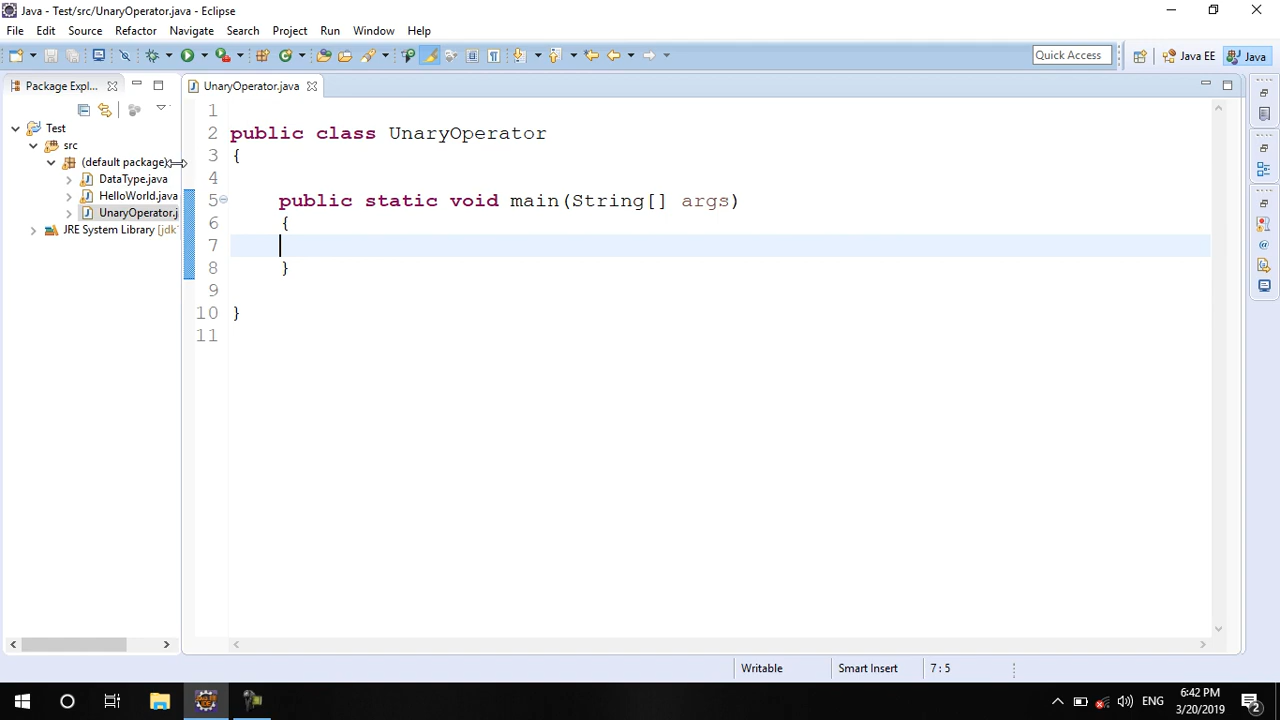 Java - Test/src/UnaryOperator.java - Eclipse
File Edit Source Refactor Navigate Search Project Run Window Help
Quick Access Java EE Java
Package Expl... UnaryOperator.java
Test
src
(default package)
DataType.java
HelloWorld.java
UnaryOperator.j
JRE System Library [jdk
1
2 public class UnaryOperator
3 {
4
5 public static void main(String[] args)
6 {
7
8 }
9
10 }
11
Writable Smart Insert 7 : 5
ENG 6:42 PM
3/20/2019
2